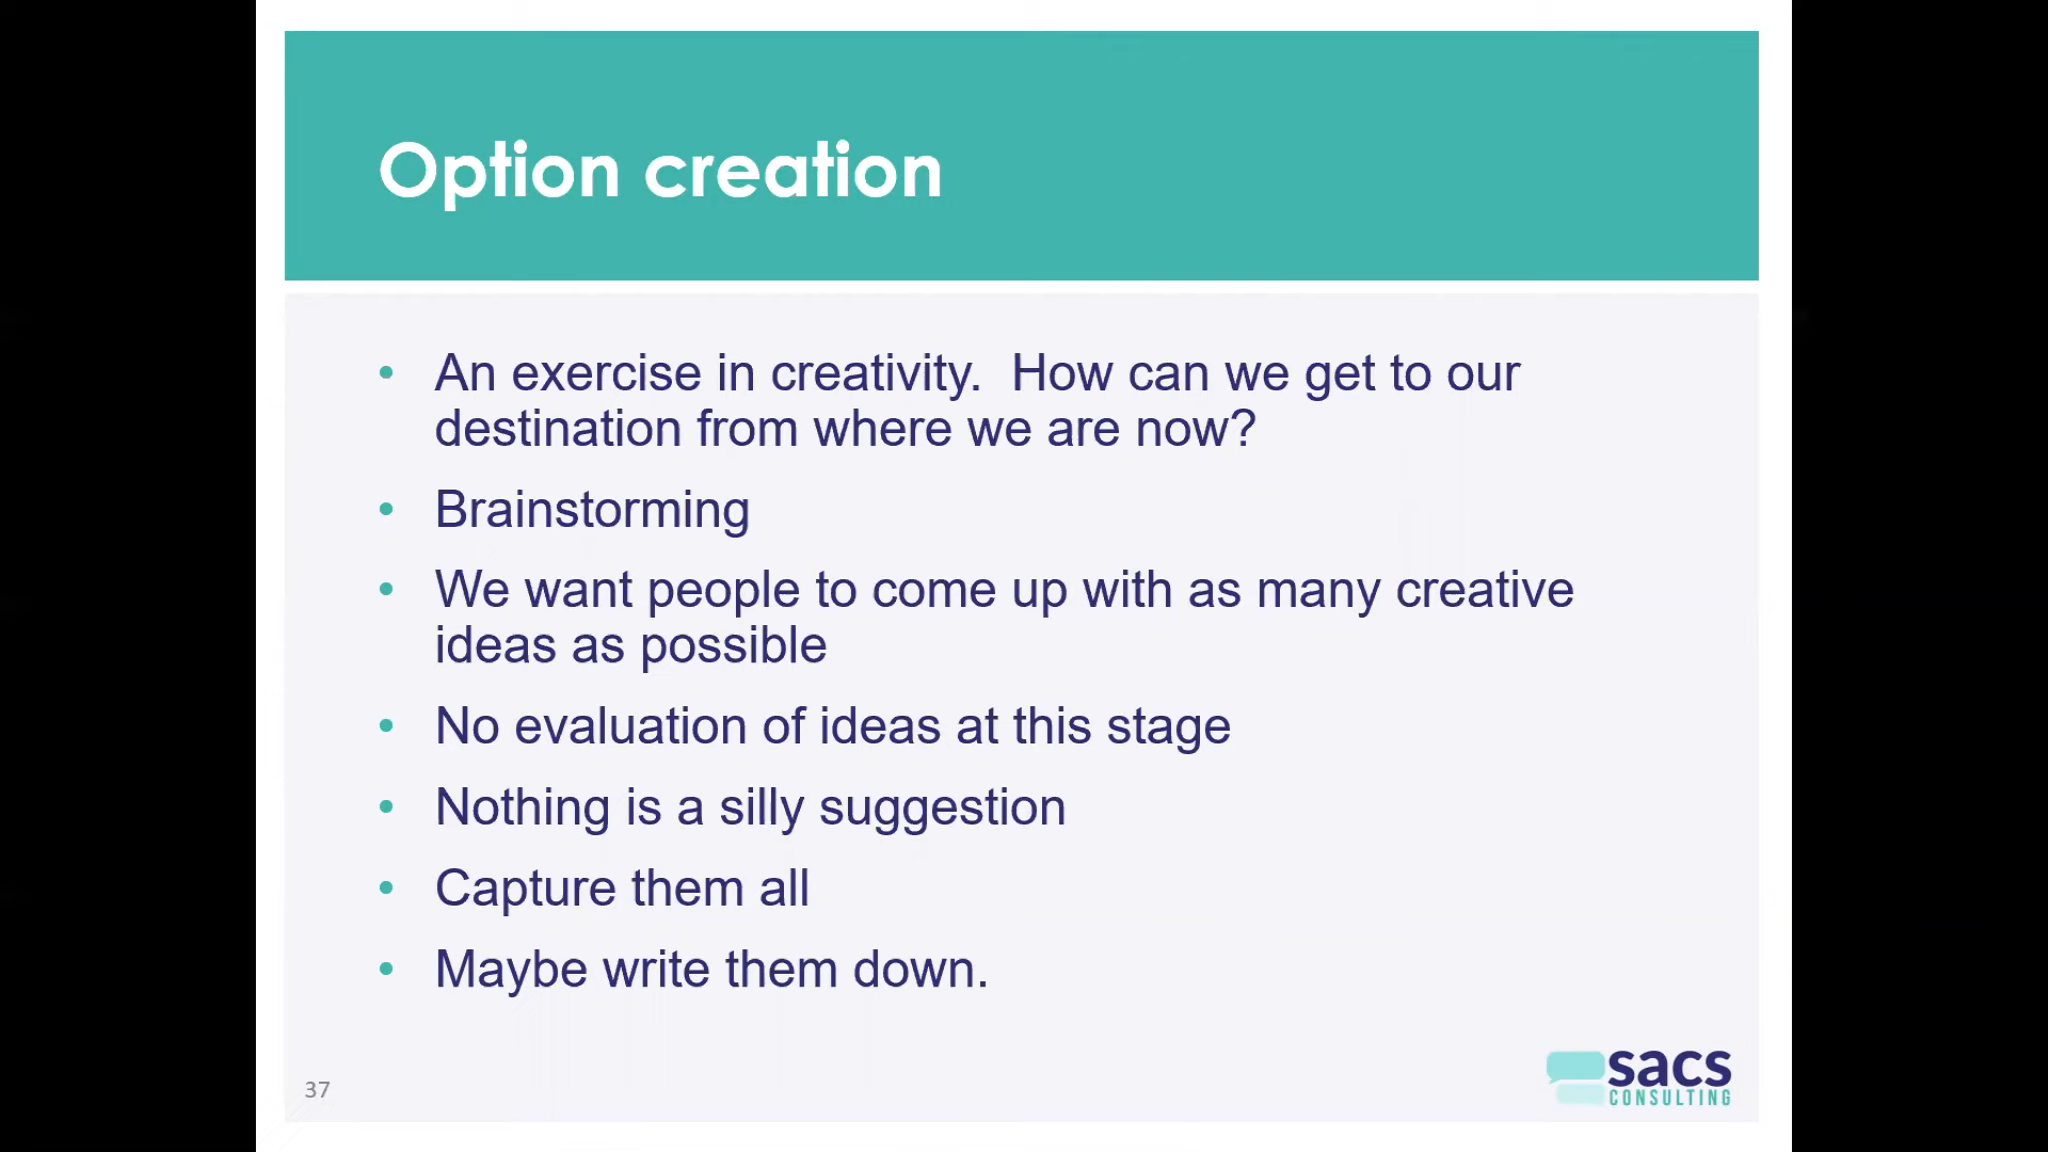 Option creation
• An exercise in creativity.  How can we get to our
destination from where we are now?
• Brainstorming
• We want people to come up with as many creative
ideas as possible
• No evaluation of ideas at this stage
• Nothing is a silly suggestion
• Capture them all
• Maybe write them down.
37
sacs
CONSULTING